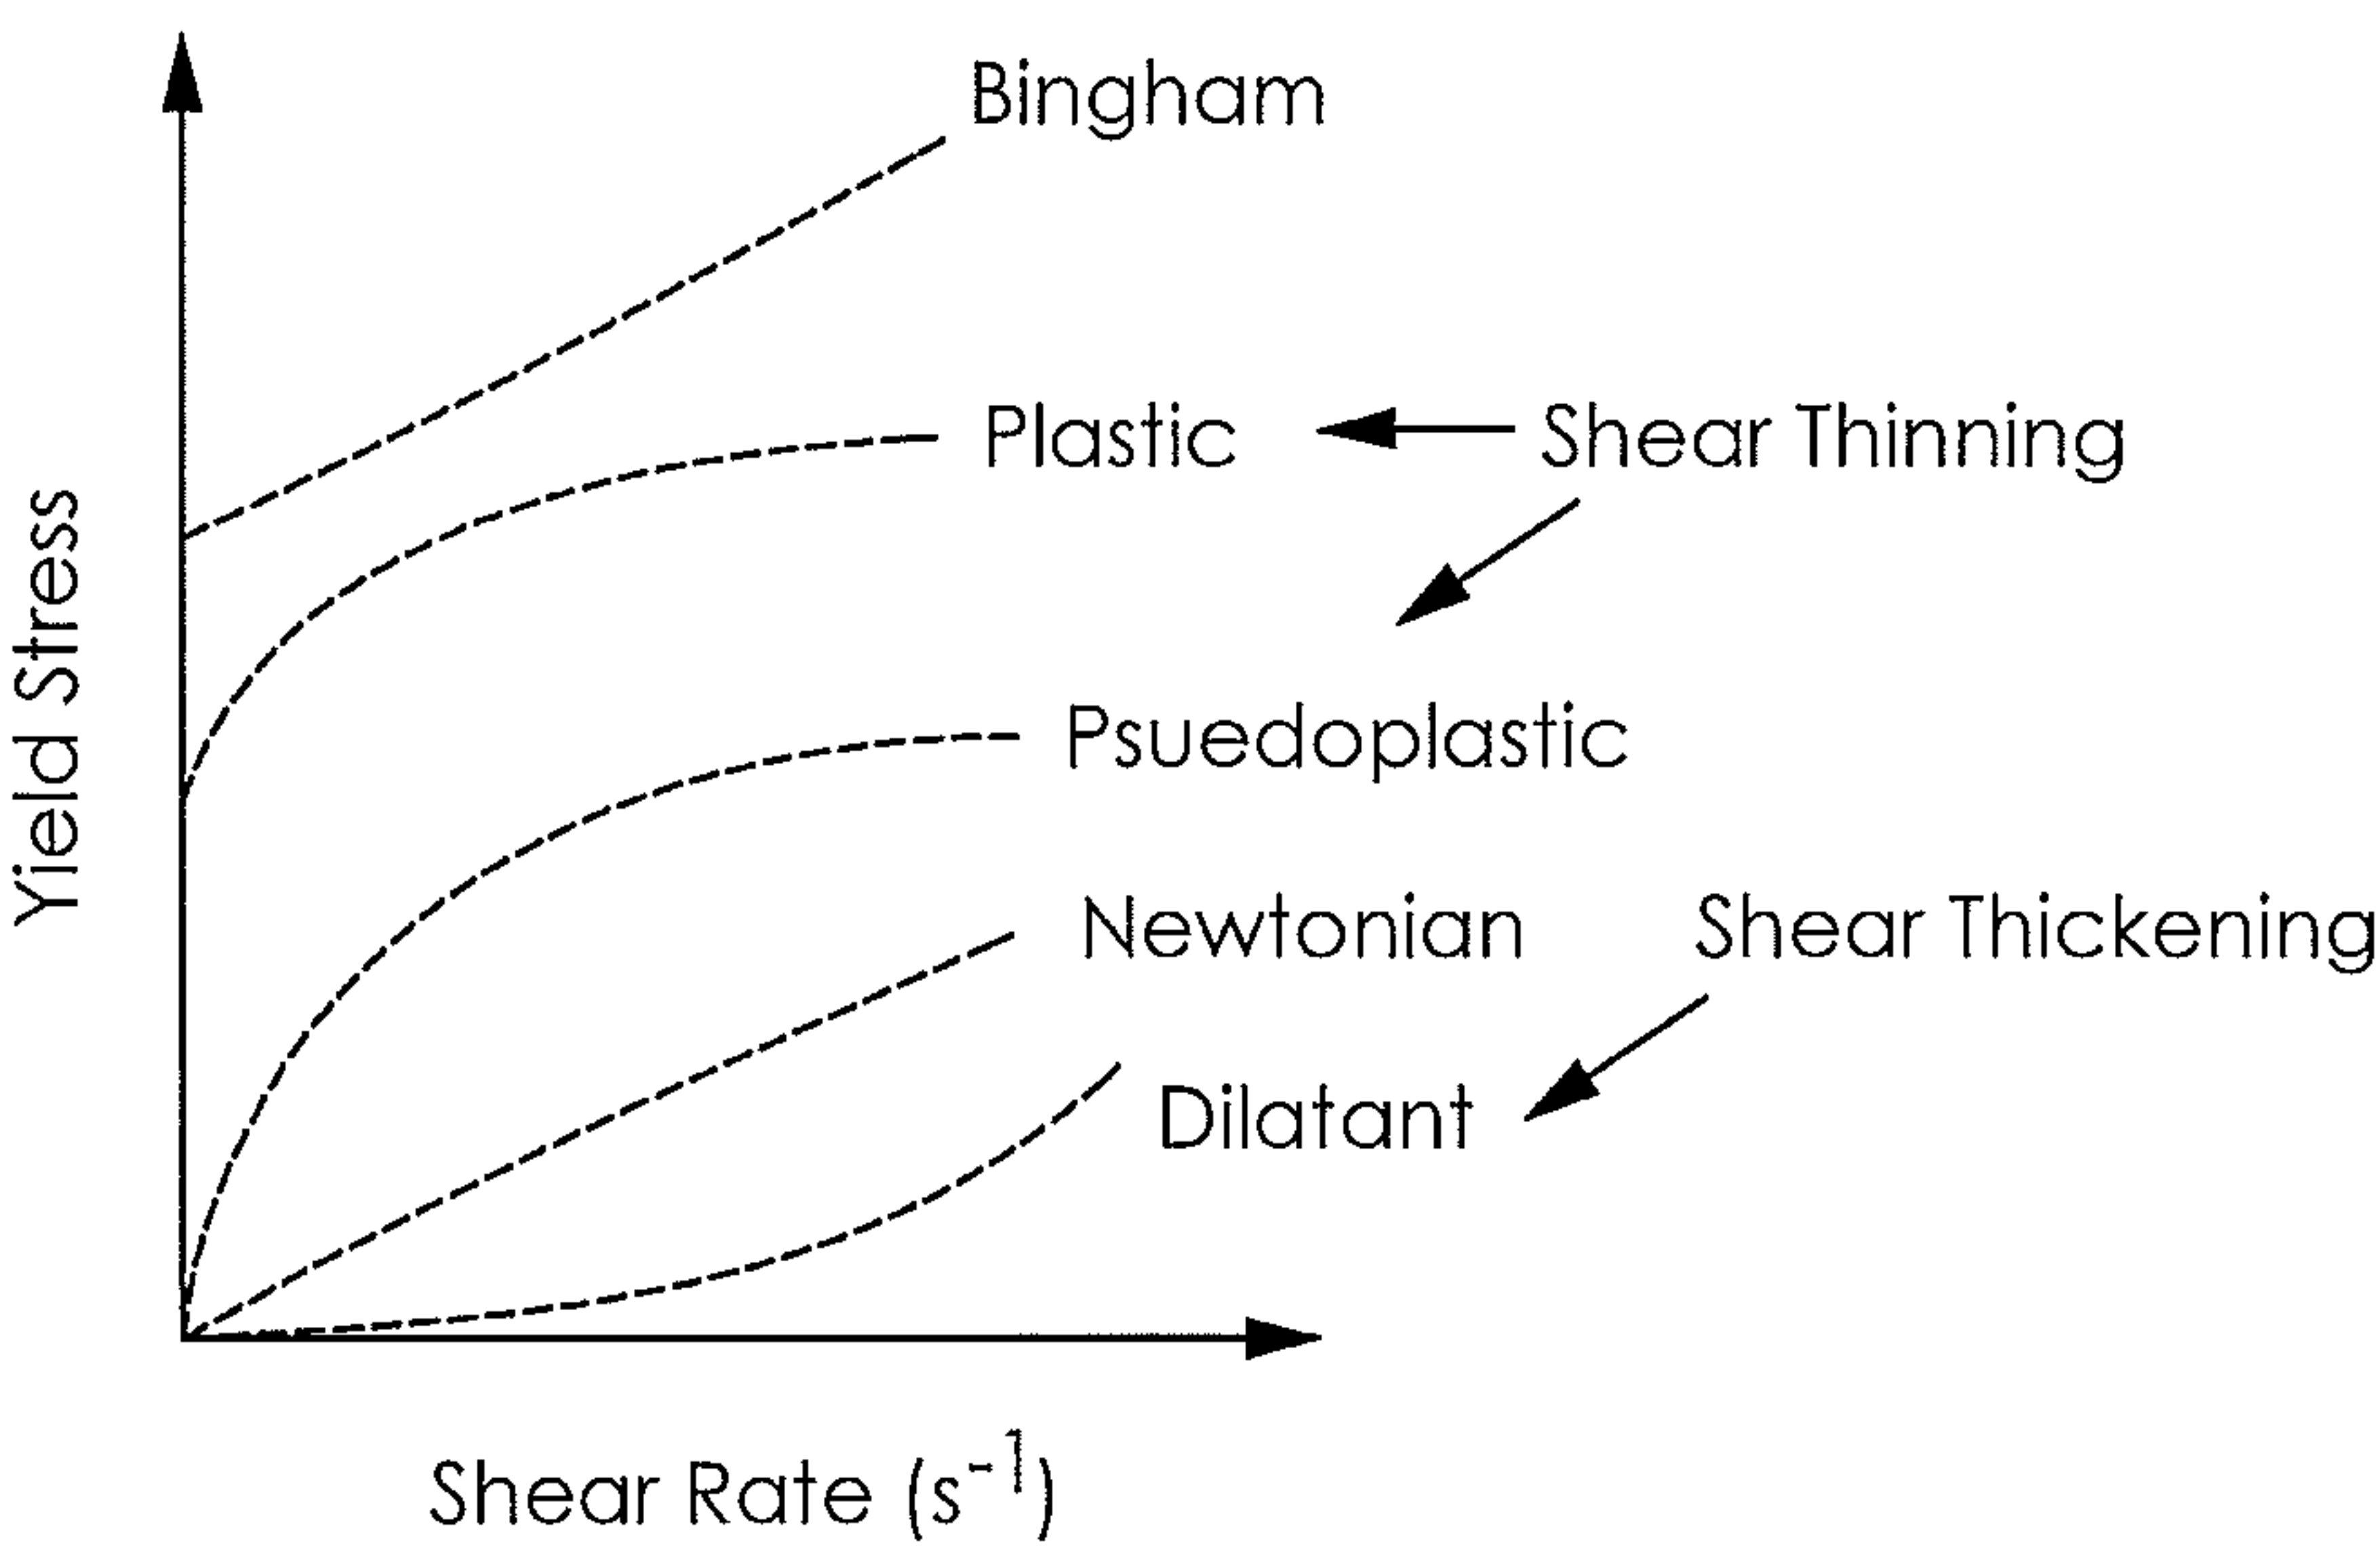 Bingham
Plastic
Shear Thinning
Yield Stress
Psuedoplastic
Newtonian
Shear Thickening
Dilatant
Shear Rate (s⁻¹)